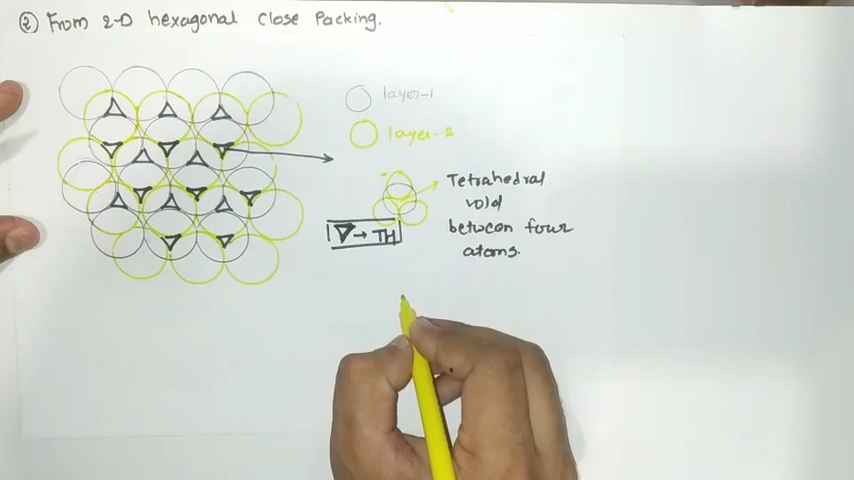 ② From 2-D hexagonal Close Packing.
layer-1
layer-2
Tetrahedral
void
between four
atoms.
▽→ TH